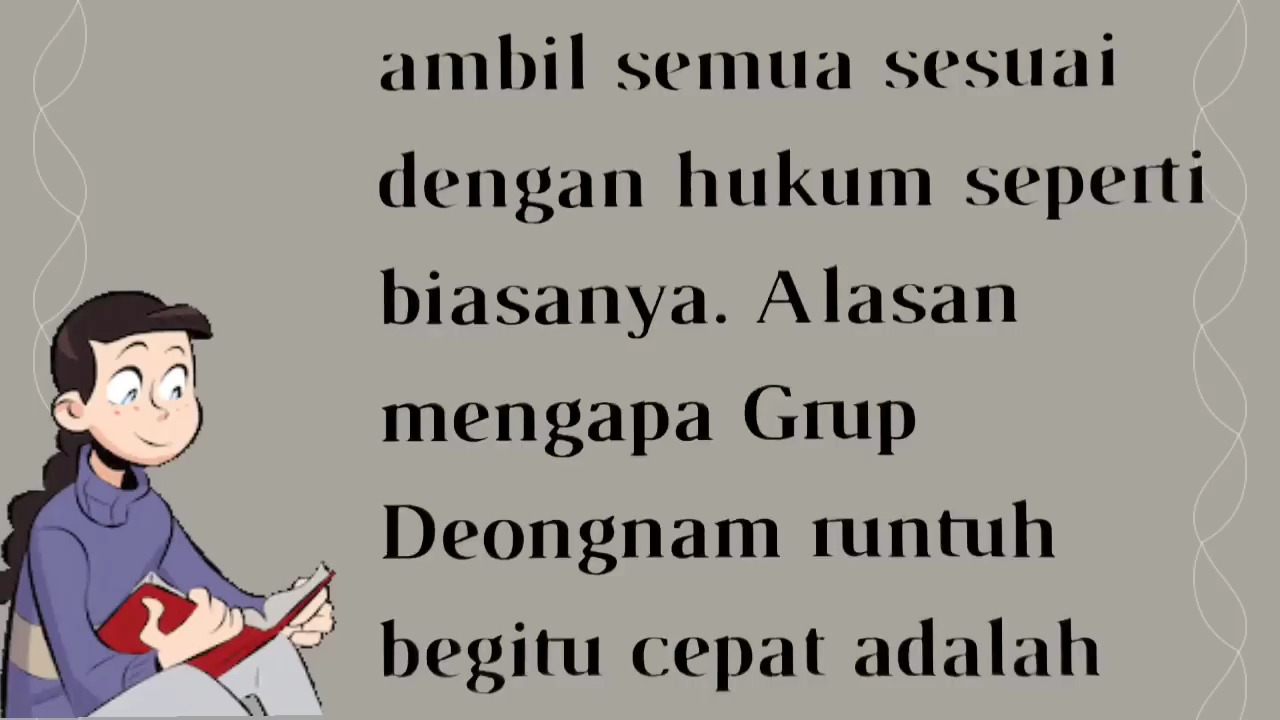 ambil semua sesuai
dengan hukum seperti
biasanya. Alasan
mengapa Grup
Deongnam runtuh
begitu cepat adalah